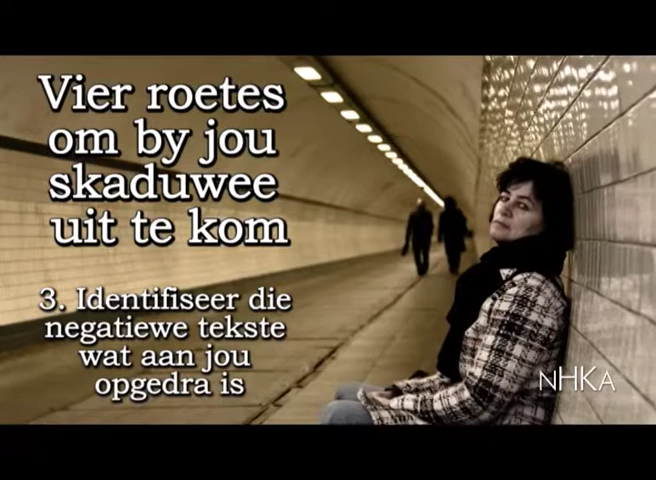 Vier roetes
om by jou
skaduwee
uit te kom
3. Identifiseer die
negatiewe tekste
wat aan jou
opgedra is
NHKA